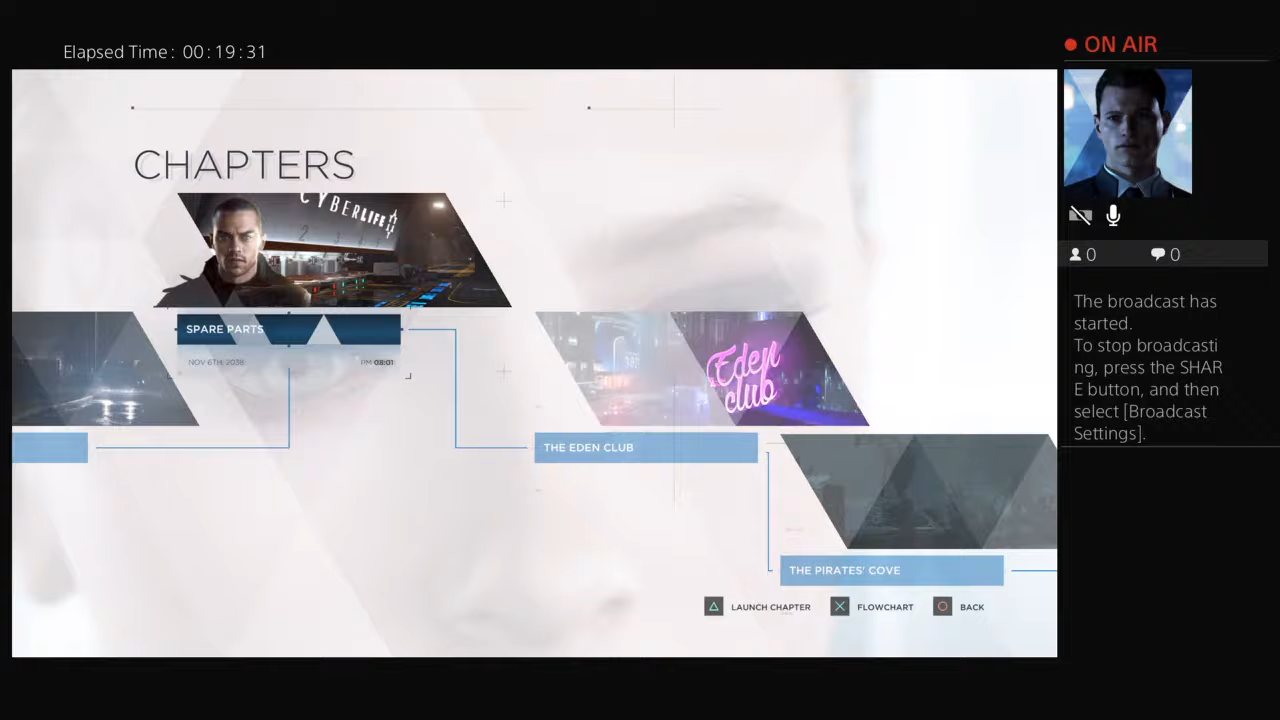 Elapsed Time: 00:19:31
ON AIR
CHAPTERS
CYBERLIFE
SPARE PARTS
NOV 6TH, 2038
PM 08:01
0
0
The broadcast has
started.
To stop broadcasti
ng, press the SHAR
E button, and then
select [Broadcast
Settings].
Eden
club
THE EDEN CLUB
THE PIRATES' COVE
LAUNCH CHAPTER
FLOWCHART
BACK